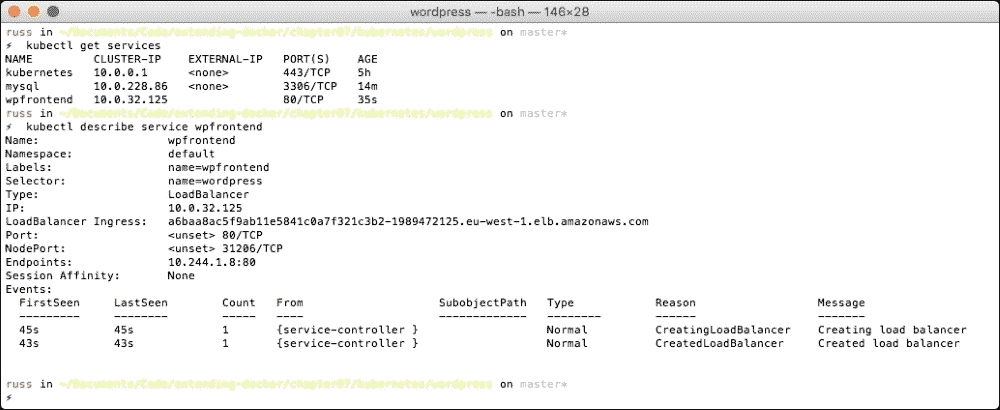 wordpress — -bash — 146×28
russ in ~/Documents/Code/extending-docker/chapter07/kubernetes/wordpress on master*
⚡ kubectl get services
NAME CLUSTER-IP EXTERNAL-IP PORT(S) AGE
kubernetes 10.0.0.1 <none> 443/TCP 5h
mysql 10.0.228.86 <none> 3306/TCP 14m
wpfrontend 10.0.32.125 80/TCP 35s
russ in ~/Documents/Code/extending-docker/chapter07/kubernetes/wordpress on master*
⚡ kubectl describe service wpfrontend
Name: wpfrontend
Namespace: default
Labels: name=wpfrontend
Selector: name=wordpress
Type: LoadBalancer
IP: 10.0.32.125
LoadBalancer Ingress: a6baa8ac5f9ab11e5841c0a7f321c3b2-1989472125.eu-west-1.elb.amazonaws.com
Port: <unset> 80/TCP
NodePort: <unset> 31206/TCP
Endpoints: 10.244.1.8:80
Session Affinity: None
Events:
FirstSeen LastSeen Count From SubobjectPath Type Reason Message
--------- -------- ----- ---- ------------- -------- ------ -------
45s 45s 1 {service-controller } Normal CreatingLoadBalancer Creating load balancer
43s 43s 1 {service-controller } Normal CreatedLoadBalancer Created load balancer
russ in ~/Documents/Code/extending-docker/chapter07/kubernetes/wordpress on master*
⚡